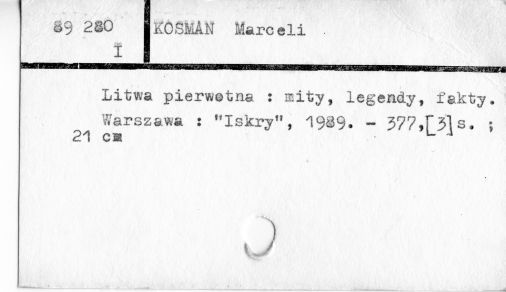 89 280 KOSMAN Marceli
I
Litwa pierwotna : mity, legendy, fakty.
Warszawa : "Iskry", 1989. - 377,[3]s. ;
21 cm